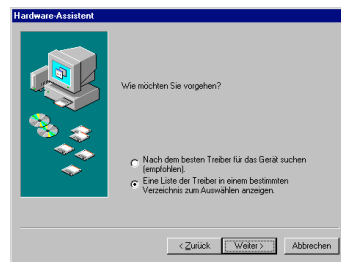 Hardware-Assistent
Wie möchten Sie vorgehen?
Nach dem besten Treiber für das Gerät suchen
(empfohlen).
Eine Liste der Treiber in einem bestimmten
Verzeichnis zum Auswählen anzeigen.
< Zurück
Weiter >
Abbrechen